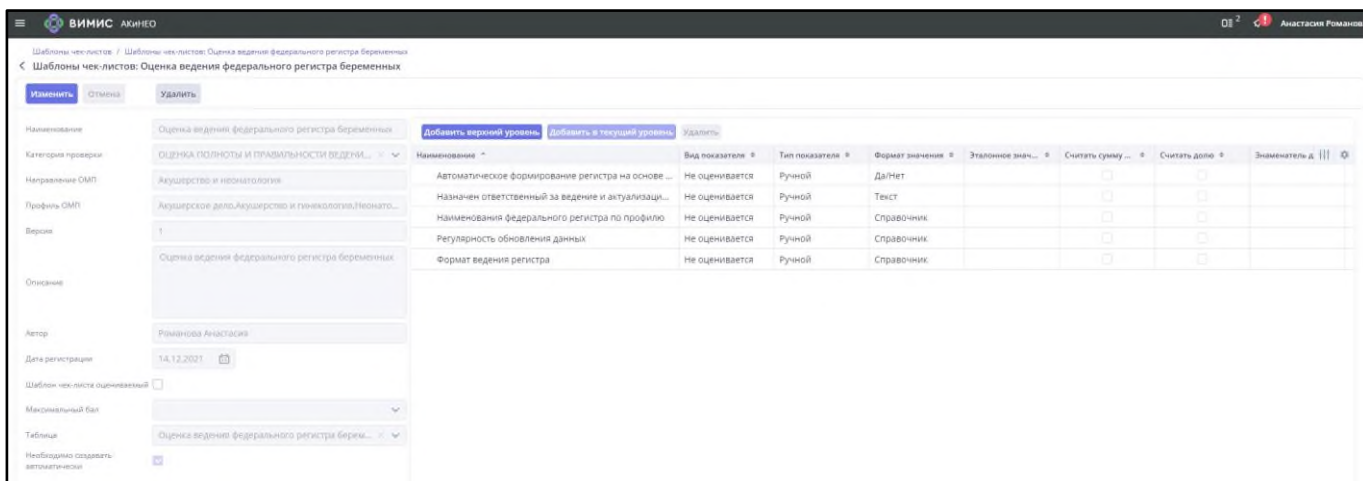 ВИМИС АКиНЕО
2
Анастасия Романов
Шаблоны чек-листов / Шаблоны чек-листов: Оценка ведения федерального регистра беременных
Шаблоны чек-листов: Оценка ведения федерального регистра беременных
Изменить Отмена Удалить
Наименование Оценка ведения федерального регистра беременных
Категория проверки ОЦЕНКА ПОЛНОТЫ И ПРАВИЛЬНОСТИ ВЕДЕНИ...
Направление ОМП Акушерство и неонатология
Профиль ОМП Акушерское дело,Акушерство и гинекология,Неонато...
Версия 1
Описание Оценка ведения федерального регистра беременных
Автор Романова Анастасия
Дата регистрации 14.12.2021
Шаблон чек-листа оцениваемый
Максимальный бал
Таблица Оценка ведения федерального регистра берем...
Необходимо создавать
автоматически
Добавить верхний уровень Добавить в текущий уровень Удалить
Наименование Вид показателя Тип показателя Формат значения Эталонное знач... Считать сумму ... Считать долю Знаменатель д
Автоматическое формирование регистра на основе ... Не оценивается Ручной Да/Нет
Назначен ответственный за ведение и актуализаци... Не оценивается Ручной Текст
Наименования федерального регистра по профилю Не оценивается Ручной Справочник
Регулярность обновления данных Не оценивается Ручной Справочник
Формат ведения регистра Не оценивается Ручной Справочник